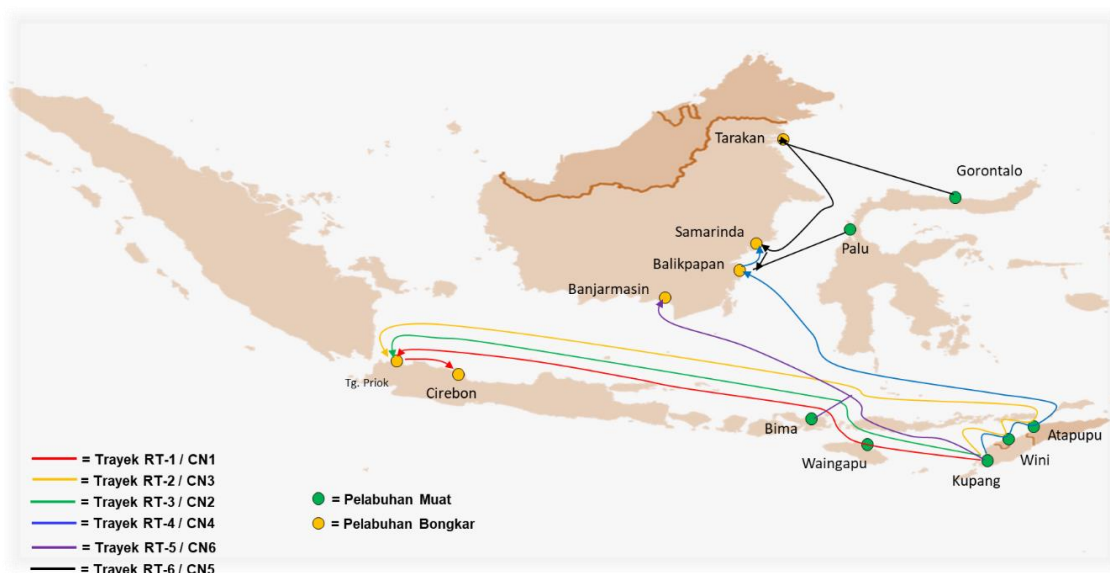 Tarakan
Gorontalo
Samarinda
Palu
Balikpapan
Banjarmasin
Tg. Priok
Cirebon
Bima
Atapupu
Waingapu
Wini
Kupang
= Trayek RT-1 / CN1
= Trayek RT-2 / CN3
= Trayek RT-3 / CN2
= Trayek RT-4 / CN4
= Trayek RT-5 / CN6
= Trayek RT-6 / CN5
= Pelabuhan Muat
= Pelabuhan Bongkar